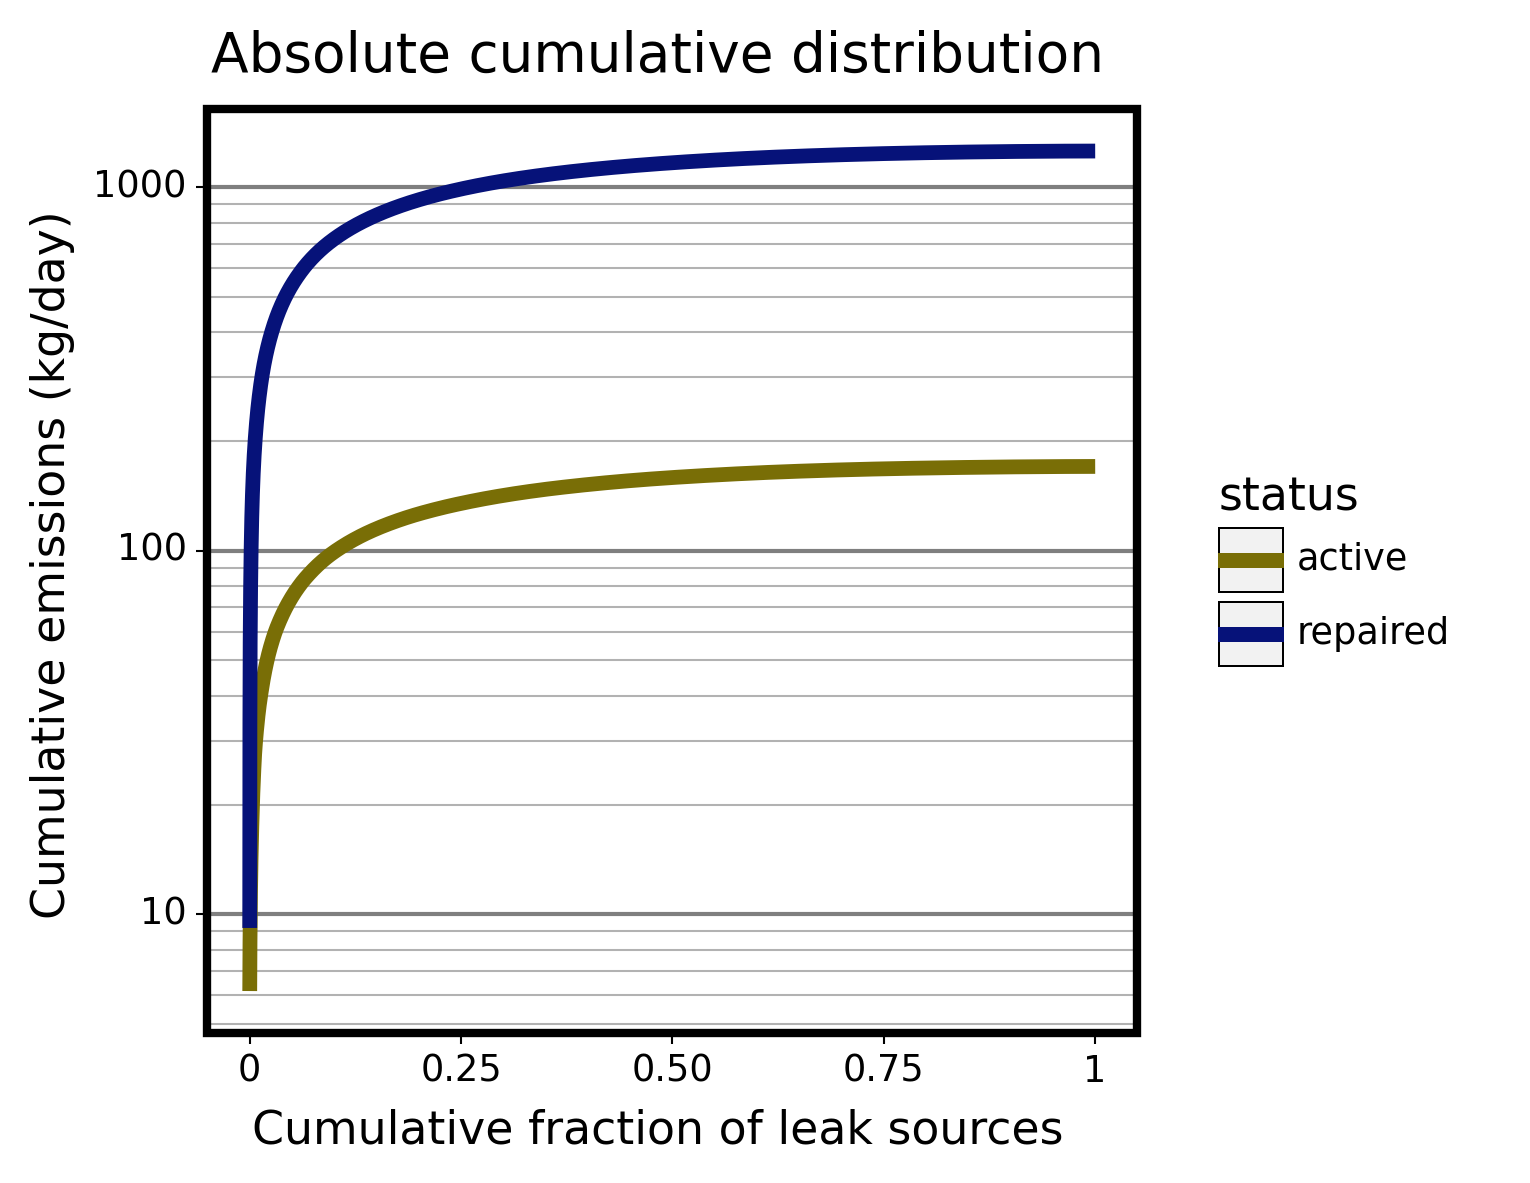 Absolute cumulative distribution
Cumulative emissions (kg/day)
1000
100
10
0
0.25
0.50
0.75
1
Cumulative fraction of leak sources
status
active
repaired